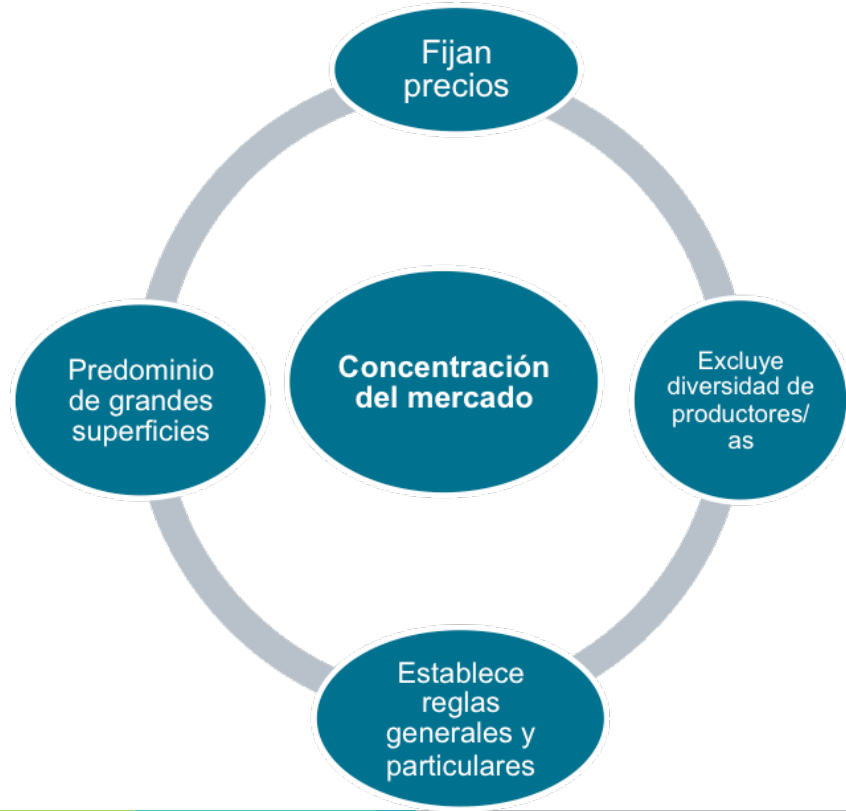 Fijan
precios
Predominio
de grandes
superficies
Concentración
del mercado
Excluye
diversidad de
productores/
as
Establece
reglas
generales y
particulares